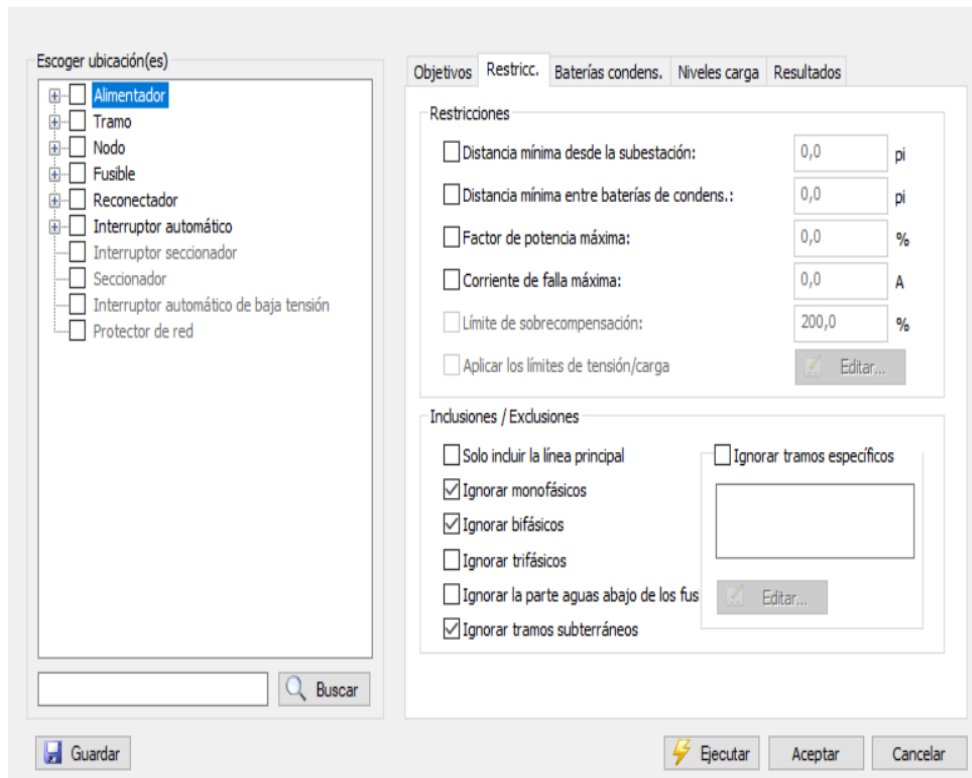 Escoger ubicación(es)
Alimentador
Tramo
Nodo
Fusible
Reconectador
Interruptor automático
Interruptor seccionador
Seccionador
Interruptor automático de baja tensión
Protector de red
Buscar
Objetivos Restricc. Baterías condens. Niveles carga Resultados
Restricciones
Distancia mínima desde la subestación: 0,0 pi
Distancia mínima entre baterías de condens.: 0,0 pi
Factor de potencia máxima: 0,0 %
Corriente de falla máxima: 0,0 A
Límite de sobrecompensación: 200,0 %
Aplicar los límites de tensión/carga Editar...
Inclusiones / Exclusiones
Solo incluir la línea principal
Ignorar monofásicos
Ignorar bifásicos
Ignorar trifásicos
Ignorar la parte aguas abajo de los fus
Ignorar tramos subterráneos
Ignorar tramos específicos
Editar...
Guardar Ejecutar Aceptar Cancelar